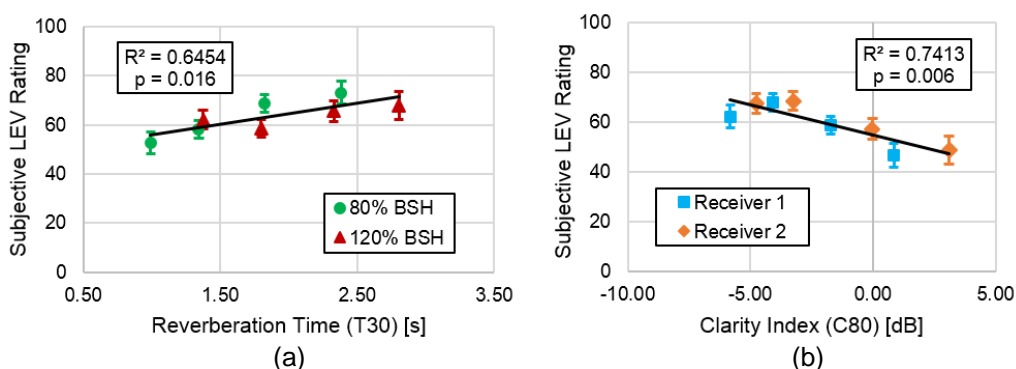 Subjective LEV Rating
100
80
60
40
20
0
R² = 0.6454
p = 0.016
80% BSH
120% BSH
0.50
1.50
2.50
3.50
Reverberation Time (T30) [s]
(a)
Subjective LEV Rating
100
80
60
40
20
0
R² = 0.7413
p = 0.006
Receiver 1
Receiver 2
-10.00
-5.00
0.00
5.00
Clarity Index (C80) [dB]
(b)